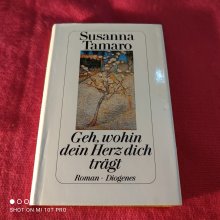 Susanna
Tamaro
Geh, wohin
dein Herz dich
trägt
Roman · Diogenes
SHOT ON MI 10T PRO